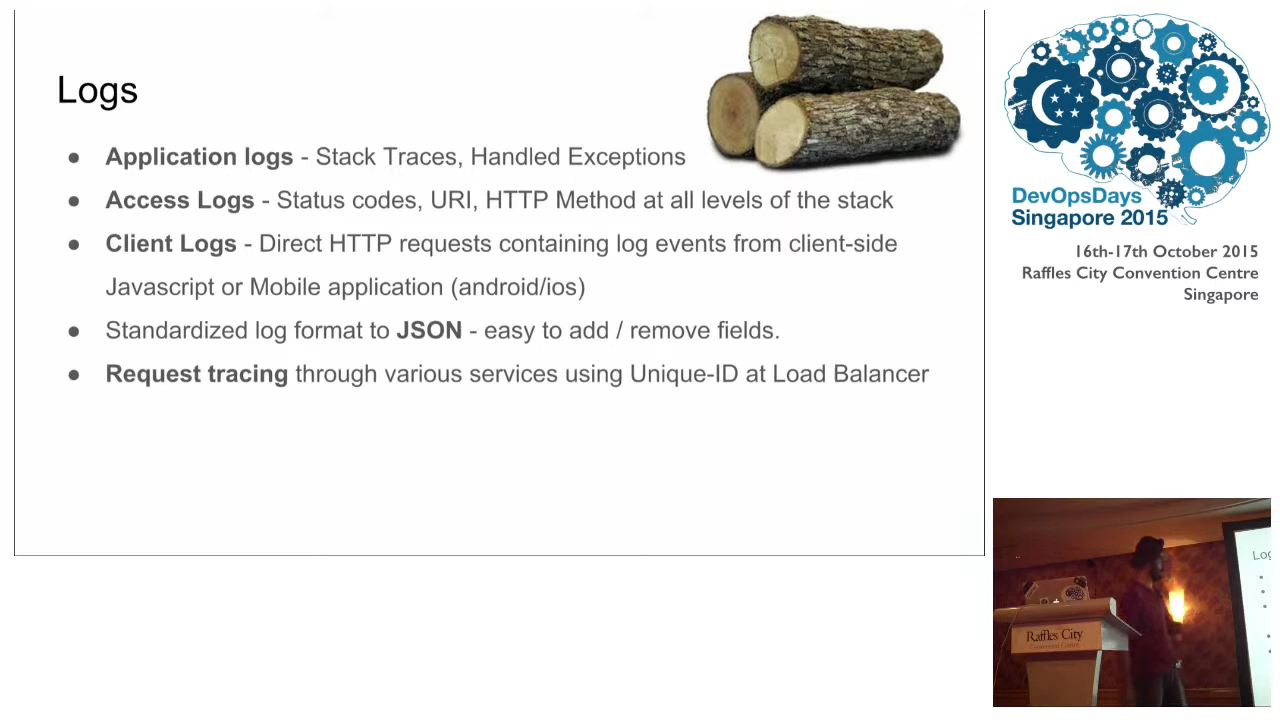 Logs
● Application logs - Stack Traces, Handled Exceptions
● Access Logs - Status codes, URI, HTTP Method at all levels of the stack
● Client Logs - Direct HTTP requests containing log events from client-side
Javascript or Mobile application (android/ios)
● Standardized log format to JSON - easy to add / remove fields.
● Request tracing through various services using Unique-ID at Load Balancer
DevOpsDays
Singapore 2015
16th-17th October 2015
Raffles City Convention Centre
Singapore
Log
Raffles City
Convention Centre